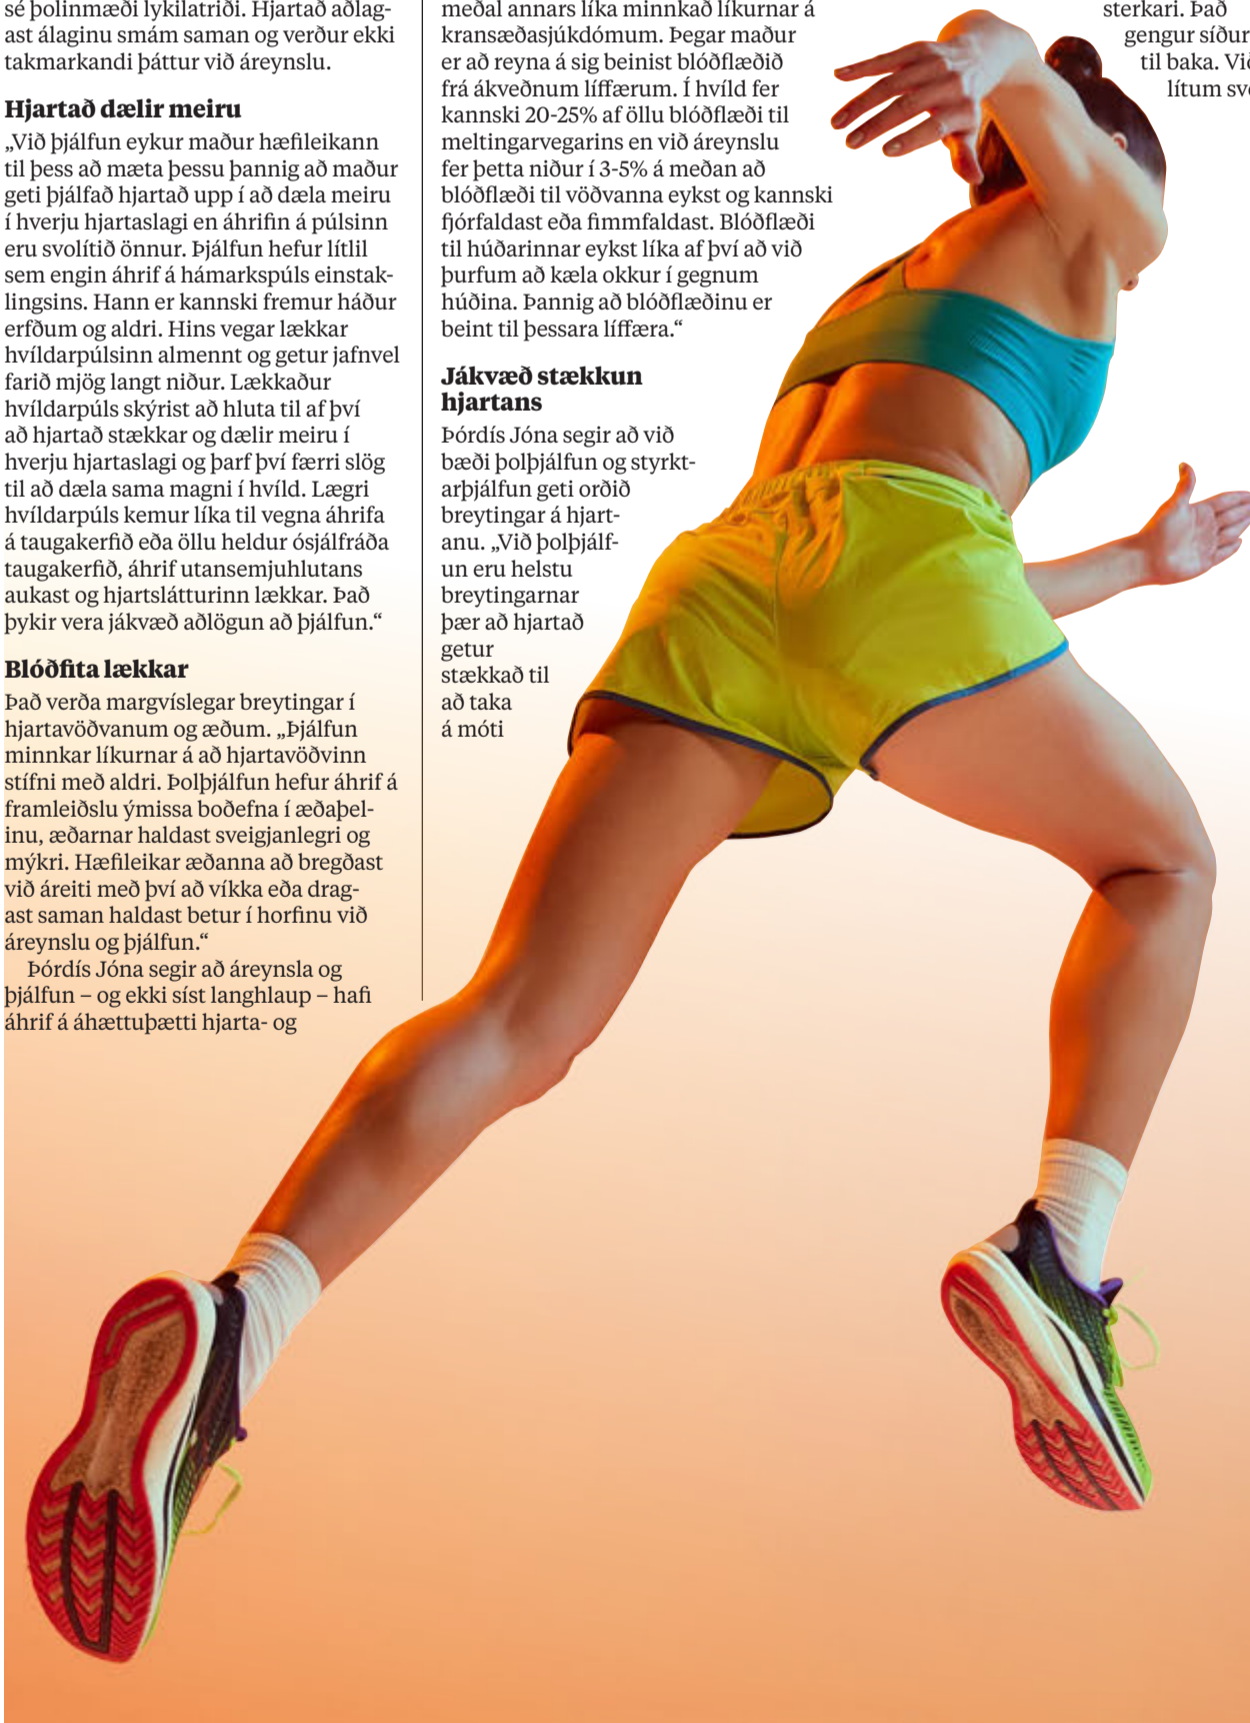 sé þolinmæði lykilatriði. Hjartað aðlag-
ast álaginu smám saman og verður ekki
takmarkandi þáttur við áreynslu.
Hjartað dælir meiru
„Við þjálfun eykur maður hæfileikann
til þess að mæta þessu þannig að maður
geti þjálfað hjartað upp í að dæla meiru
í hverju hjartaslagi en áhrifin á púlsinn
eru svolítið önnur. Þjálfun hefur lítlil
sem engin áhrif á hámarkspúls einstak-
lingsins. Hann er kannski fremur háður
erfðum og aldri. Hins vegar lækkar
hvíldarpúlsinn almennt og getur jafnvel
farið mjög langt niður. Lækkaður
hvíldarpúls skýrist að hluta til af því
að hjartað stækkar og dælir meiru í
hverju hjartaslagi og þarf því færri slög
til að dæla sama magni í hvíld. Lægri
hvíldarpúls kemur líka til vegna áhrifa
á taugakerfið eða öllu heldur ósjálfráða
taugakerfið, áhrif utansemjuhlutans
aukast og hjartslátturinn lækkar. Það
þykir vera jákvæð aðlögun að þjálfun.“
Blóðfita lækkar
Það verða margvíslegar breytingar í
hjartavöðvanum og æðum. „Þjálfun
minnkar líkurnar á að hjartavöðvinn
stífni með aldri. Þolþjálfun hefur áhrif á
framleiðslu ýmissa boðefna í æðaþel-
inu, æðarnar haldast sveigjanlegri og
mýkri. Hæfileikar æðanna að bregðast
við áreiti með því að víkka eða drag-
ast saman haldast betur í horfinu við
áreynslu og þjálfun.“
Þórdís Jóna segir að áreynsla og
þjálfun – og ekki síst langhlaup – hafi
áhrif á áhættuþætti hjarta- og
meðal annars líka minnkað líkurnar á
kransæðasjúkdómum. Þegar maður
er að reyna á sig beinist blóðflæðið
frá ákveðnum líffærum. Í hvíld fer
kannski 20-25% af öllu blóðflæði til
meltingarvegarins en við áreynslu
fer þetta niður í 3-5% á meðan að
blóðflæði til vöðvanna eykst og kannski
fjórfaldast eða fimmfaldast. Blóðflæði
til húðarinnar eykst líka af því að við
þurfum að kæla okkur í gegnum
húðina. Þannig að blóðflæðinu er
beint til þessara líffæra.“
Jákvæð stækkun
hjartans
Þórdís Jóna segir að við
bæði þolþjálfun og styrkt-
arþjálfun geti orðið
breytingar á hjart-
anu. „Við þolþjálf-
un eru helstu
breytingarnar
þær að hjartað
getur
stækkað til
að taka
á móti
sterkari. Það
gengur síður
til baka. Við
lítum